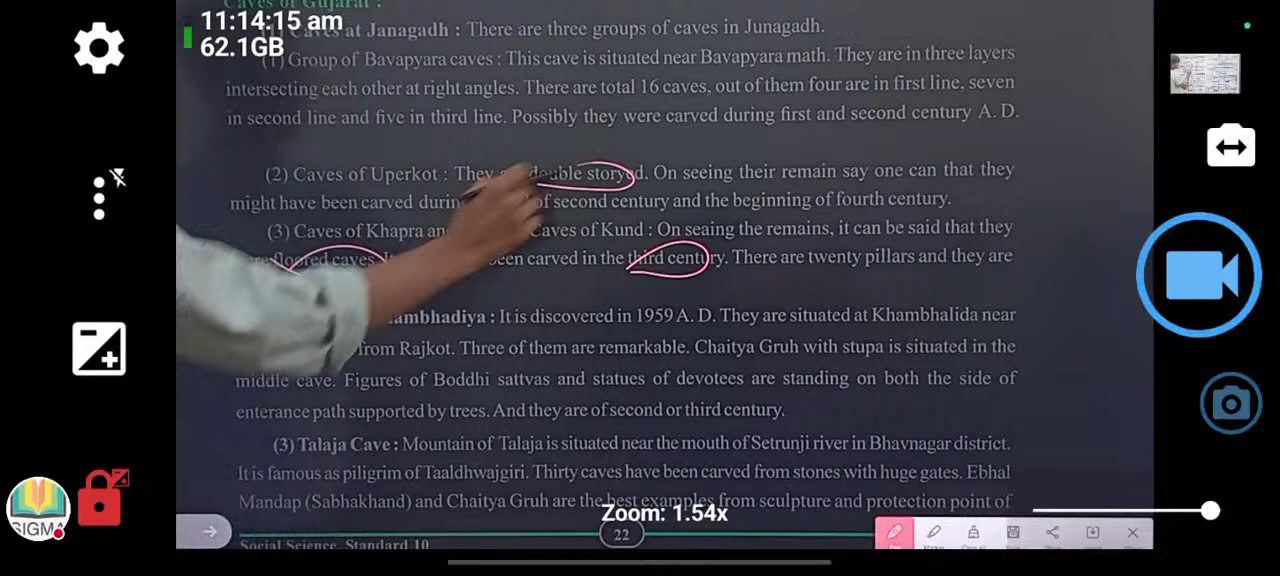 Caves of Gujarat :
11:14:15 am
62.1GB
Caves at Janagadh : There are three groups of caves in Junagadh.
(1) Group of Bavapyara caves : This cave is situated near Bavapyara math. They are in three layers
intersecting each other at right angles. There are total 16 caves, out of them four are in first line, seven
in second line and five in third line. Possibly they were carved during first and second century A. D.
(2) Caves of Uperkot : They double storyed. On seeing their remain say one can that they
might have been carved of second century and the beginning of fourth century.
(3) Caves of Khapra Caves of Kund : On seaing the remains, it can be said that they
floored caves. been carved in the third century. There are twenty pillars and they are
ambhadiya : It is discovered in 1959 A. D. They are situated at Khambhalida near
from Rajkot. Three of them are remarkable. Chaitya Gruh with stupa is situated in the
middle cave. Figures of Boddhi sattvas and statues of devotees are standing on both the side of
enterance path supported by trees. And they are of second or third century.
(3) Talaja Cave : Mountain of Talaja is situated near the mouth of Setrunji river in Bhavnagar district.
It is famous as piligrim of Taaldhwajgiri. Thirty caves have been carved from stones with huge gates. Ebhal
Mandap (Sabhakhand) and Chaitya Gruh are the best examples from sculpture and protection point of
Zoom: 1.54x
22
Social Science, Standard 10
SIGMA